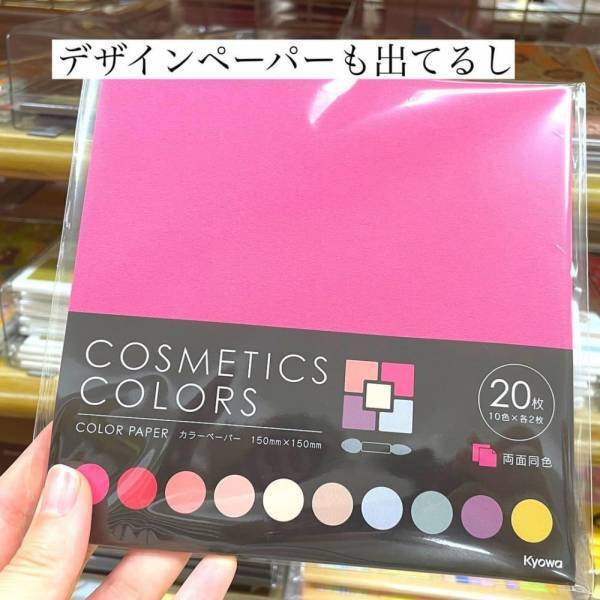 デザインペーパーも出てるし
COSMETICS
COLORS
COLOR PAPER カラーペーパー 150mm×150mm
20枚
10色×各2枚
両面同色
Kyowa